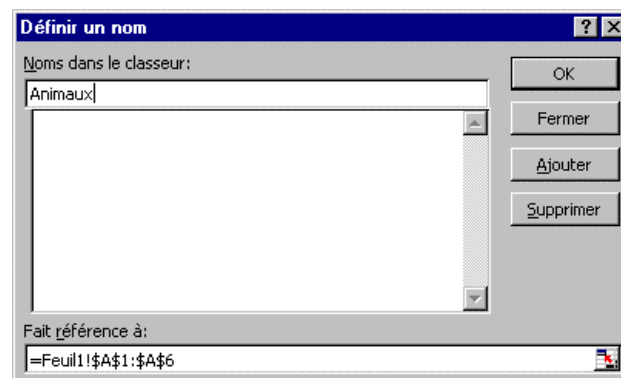 Définir un nom
Noms dans le classeur:
Animaux
OK
Fermer
Ajouter
Supprimer
Fait référence à:
=Feuil1!$A$1:$A$6